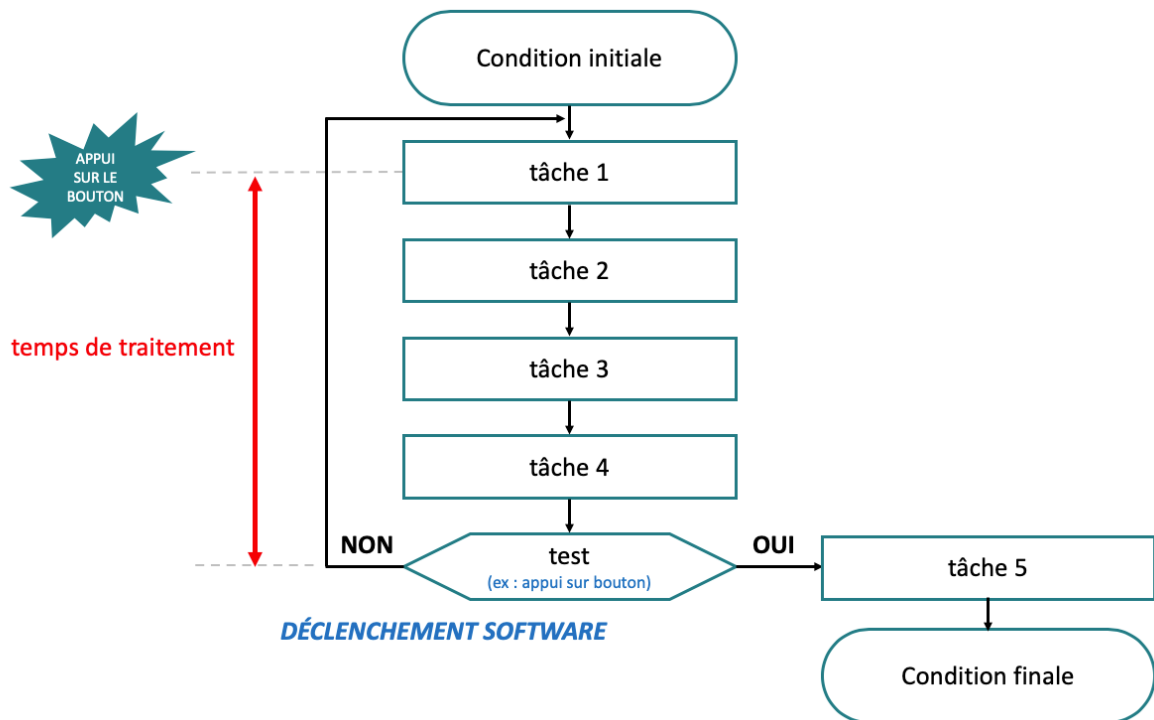 Condition initiale
APPUI
SUR LE
BOUTON
tâche 1
tâche 2
temps de traitement
tâche 3
tâche 4
NON
test
(ex : appui sur bouton)
OUI
tâche 5
DÉCLENCHEMENT SOFTWARE
Condition finale